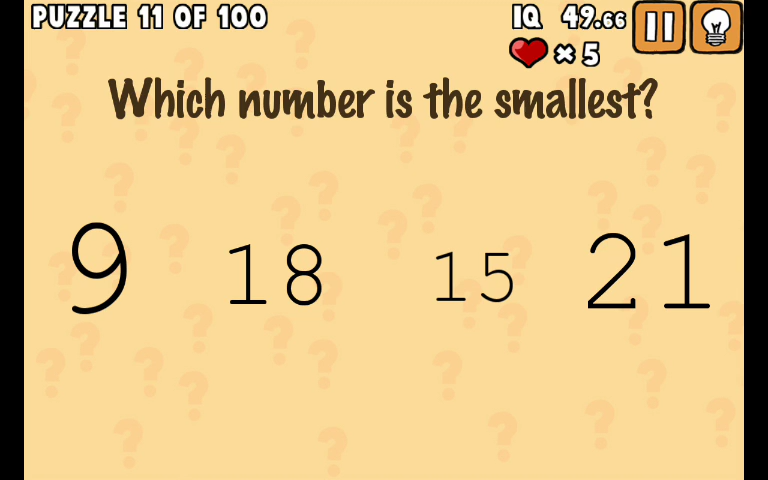 PUZZLE 11 OF 100
IQ 49.66
× 5
Which number is the smallest?
9 18 15 21